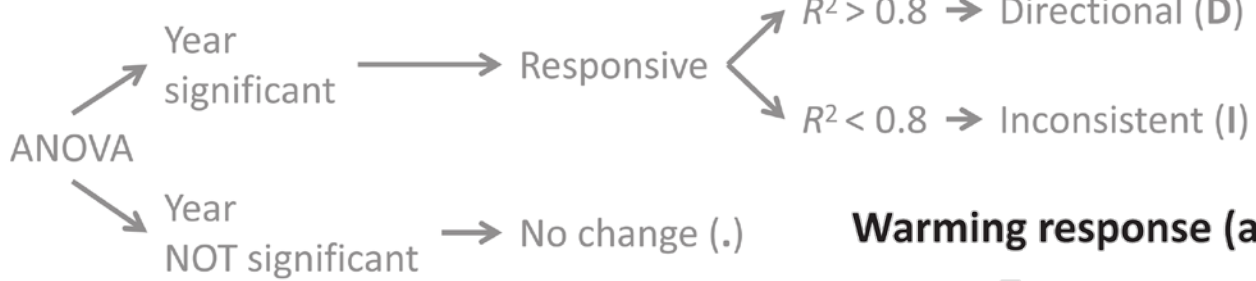 R² > 0.8 → Directional (D)
Year
significant → Responsive
R² < 0.8 → Inconsistent (I)
ANOVA
Year
NOT significant → No change (.)
Warming response (a